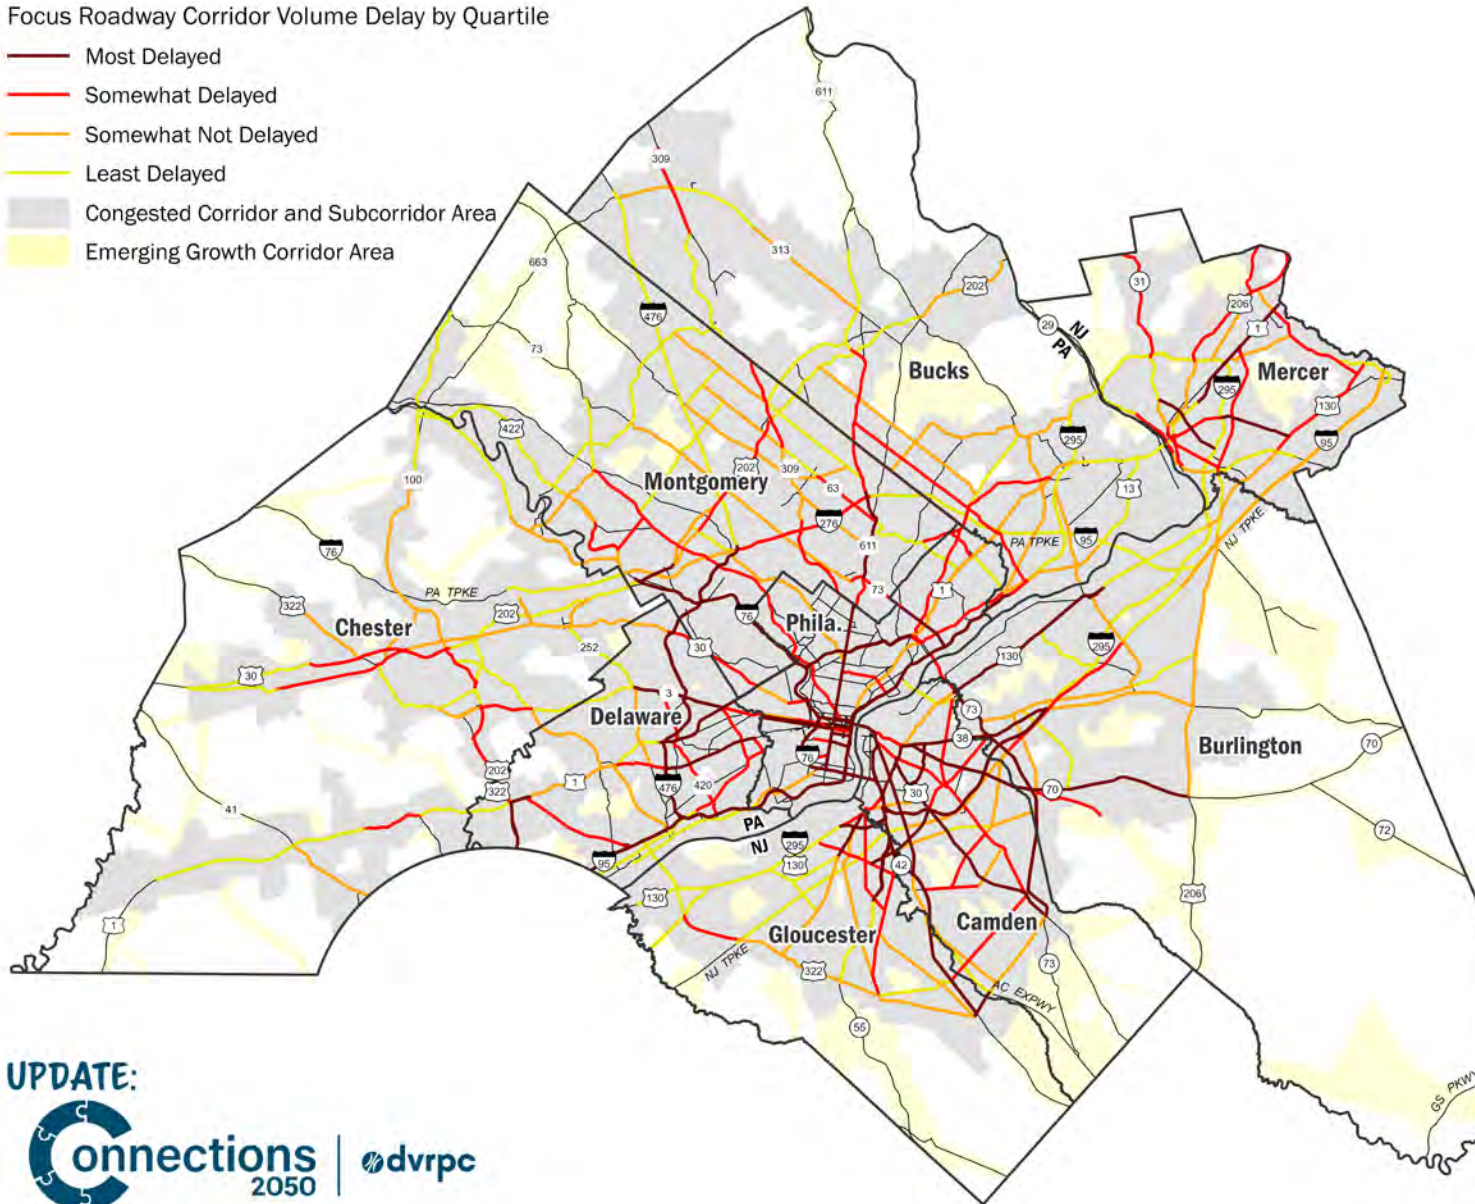 Focus Roadway Corridor Volume Delay by Quartile
Most Delayed
Somewhat Delayed
Somewhat Not Delayed
Least Delayed
Congested Corridor and Subcorridor Area
Emerging Growth Corridor Area
611
309
313
663
476
202
73
31
206
1
29
NJ
PA
Bucks
Mercer
295
130
95
422
295
100
202
309
Montgomery
63
13
276
76
611
PA TPKE
95
NJ TPKE
PA TPKE
322
202
73
1
Chester
76
Phila.
252
30
130
295
30
3
Delaware
73
38
Burlington
70
76
202
322
1
476
420
30
70
41
72
PA
NJ
295
130
95
42
130
206
1
Gloucester
Camden
NJ TPKE
322
73
AC EXPWY
55
GS PKWY
UPDATE:
Connections
2050
dvrpc